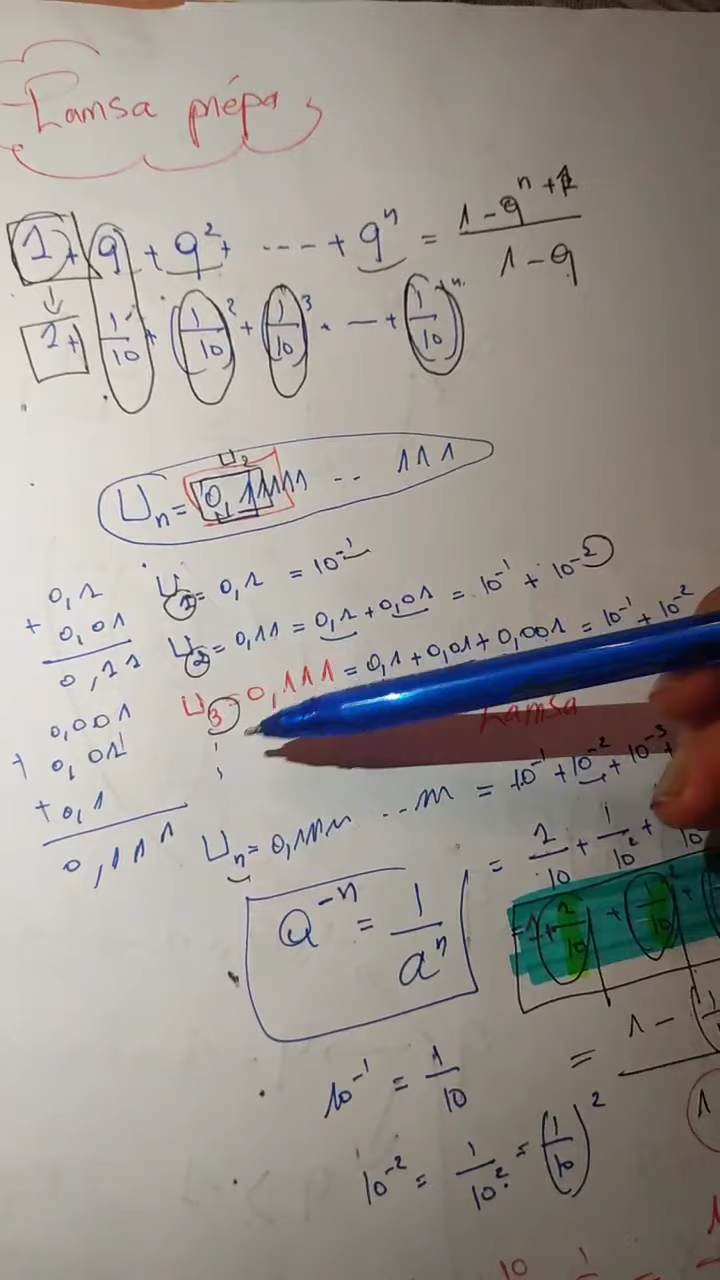 Lamsa prépa
1 + q + q² + ---- + qⁿ = (1 - qⁿ⁺¹)/(1 - q)
↓
1 + 1/10 + (1/10)² + (1/10)³ + --- + (1/10)ⁿ
U₂
Uₙ = 0,11111 .. 111
0,1
+ 0,01
0,11
U₁ = 0,1 = 10⁻¹
U₂ = 0,11 = 0,1 + 0,01 = 10⁻¹ + 10⁻²
U₃ = 0,111 = 0,1 + 0,01 + 0,001 = 10⁻¹ + 10⁻²
Lamsa
0,001
+ 0,01
+ 0,1
0,111
Uₙ = 0,1111 ... 11 = 10⁻¹ + 10⁻² + 10⁻³ +
= 1/10 + 1/10² +
a⁻ⁿ = 1/aⁿ
= 1 -
10⁻¹ = 1/10
10⁻² = 1/10² = (1/10)²